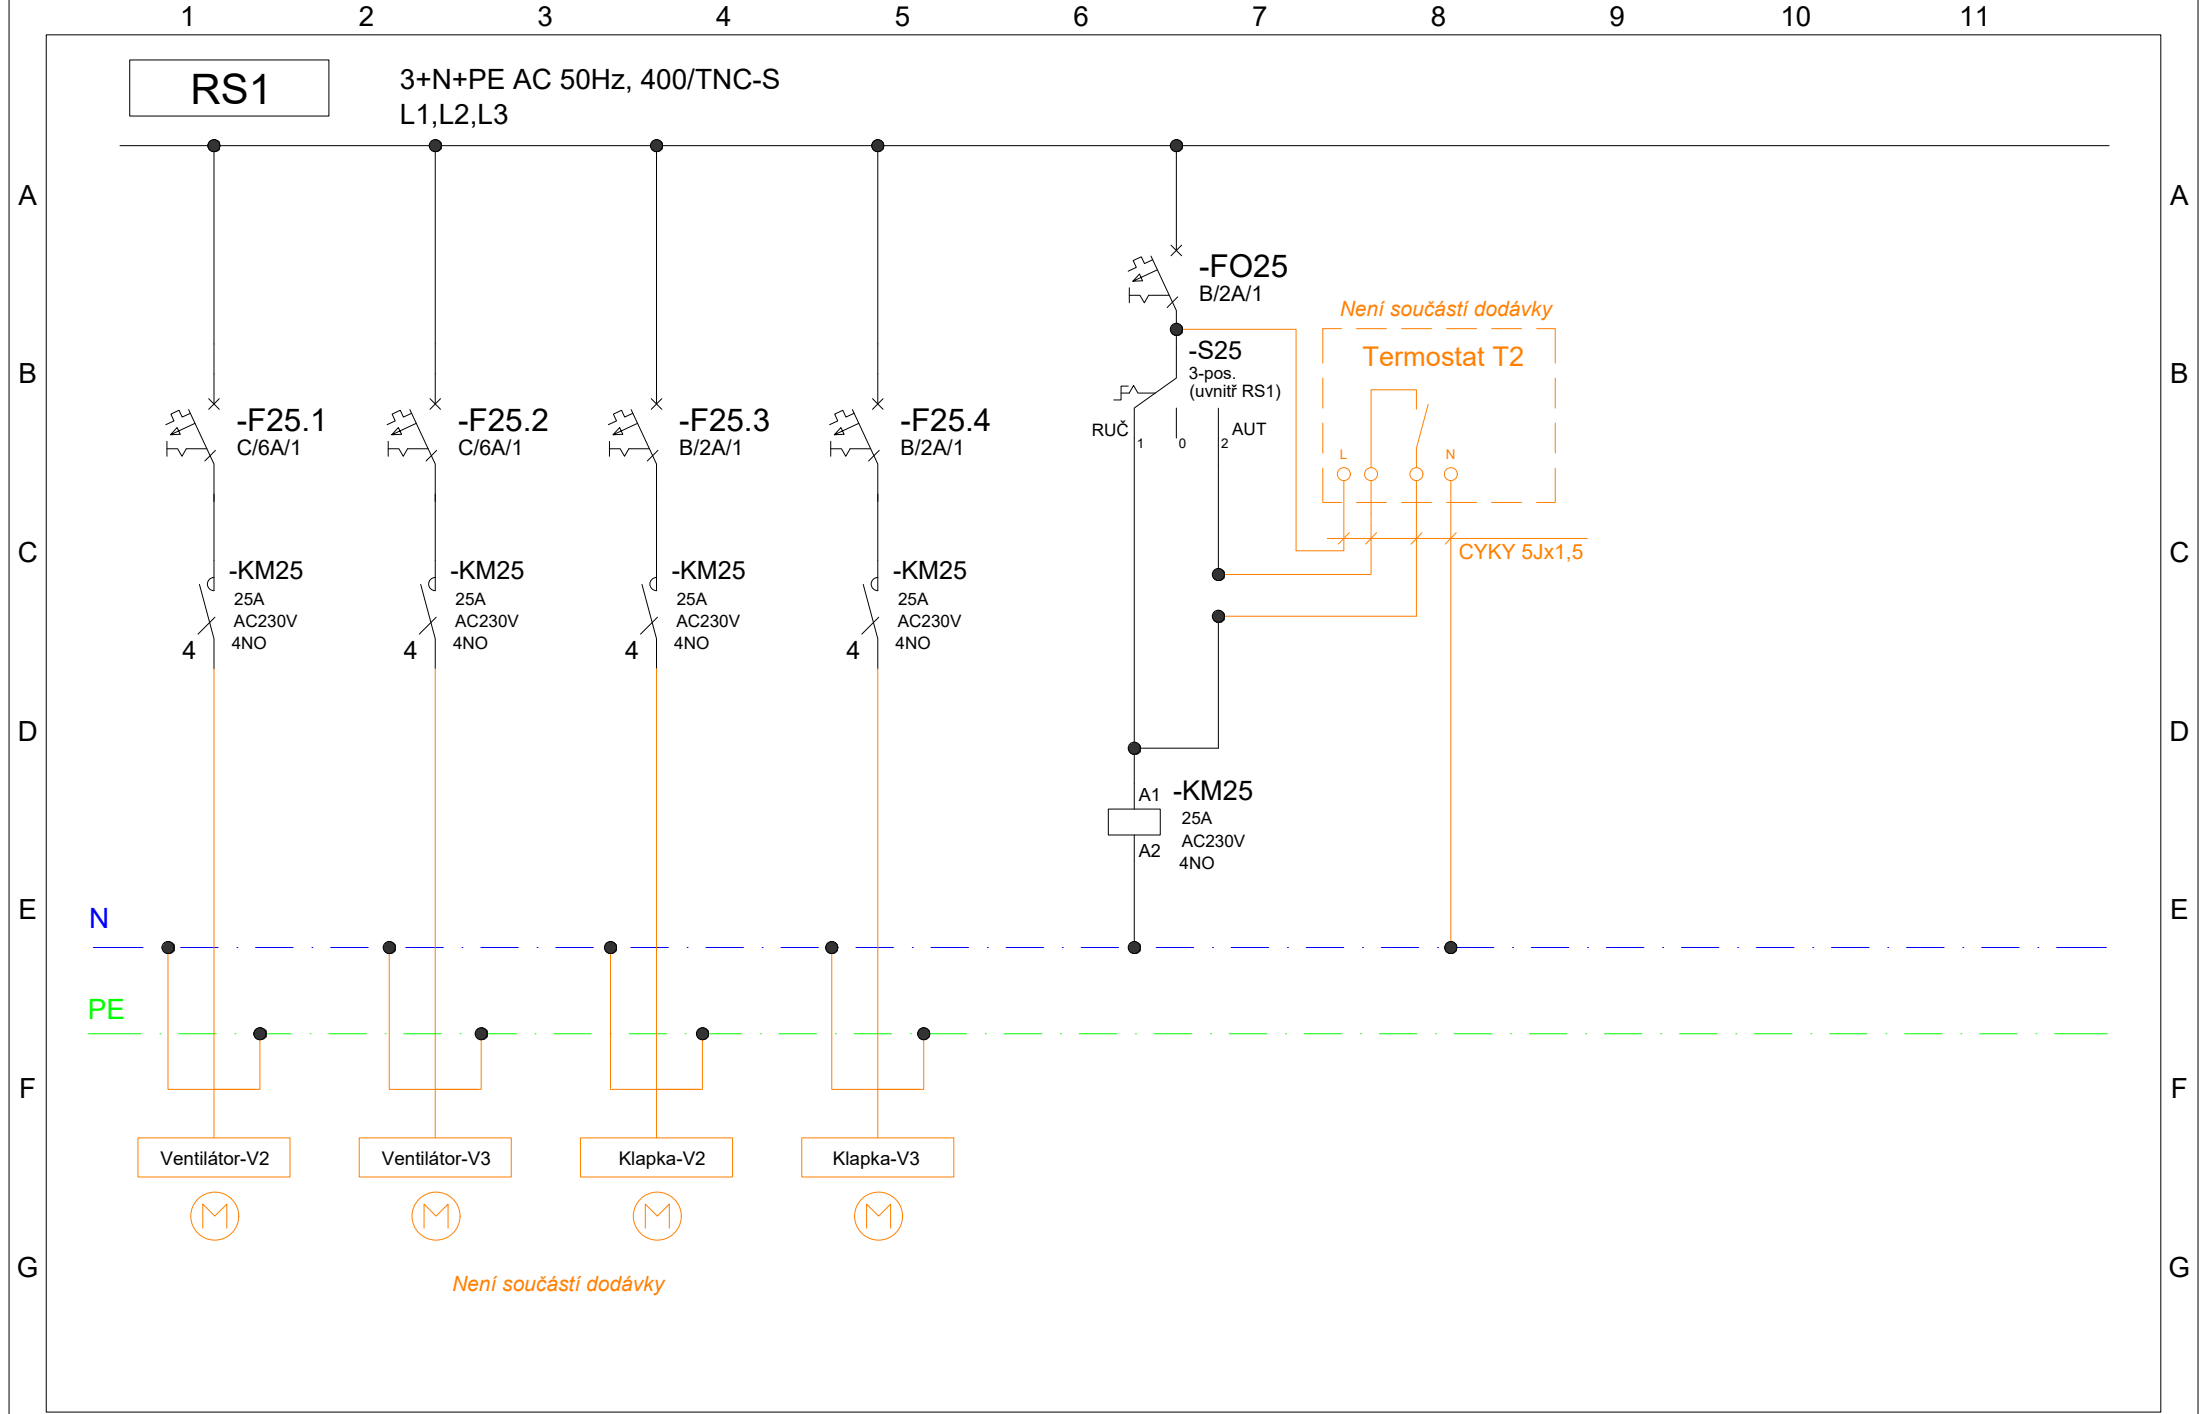 1 2 3 4 5 6 7 8 9 10 11
RS1
3+N+PE AC 50Hz, 400/TNC-S
L1,L2,L3
A A
-FO25
B/2A/1
Není součástí dodávky
Termostat T2
-S25
3-pos.
(uvnitř RS1)
B B
-F25.1
C/6A/1
-F25.2
C/6A/1
-F25.3
B/2A/1
-F25.4
B/2A/1
RUČ
1
0
2
AUT
L
N
C C
CYKY 5Jx1,5
-KM25
25A
AC230V
4NO
4
-KM25
25A
AC230V
4NO
4
-KM25
25A
AC230V
4NO
4
-KM25
25A
AC230V
4NO
4
D D
A1
-KM25
25A
AC230V
4NO
A2
E E
N
PE
F F
Ventilátor-V2
M
Ventilátor-V3
M
Klapka-V2
M
Klapka-V3
M
G G
Není součástí dodávky